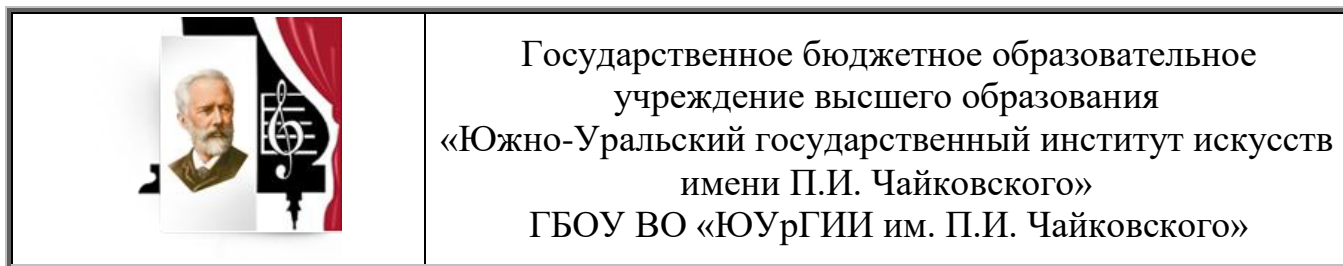 Государственное бюджетное образовательное
учреждение высшего образования
«Южно-Уральский государственный институт искусств
имени П.И. Чайковского»
ГБОУ ВО «ЮУрГИИ им. П.И. Чайковского»